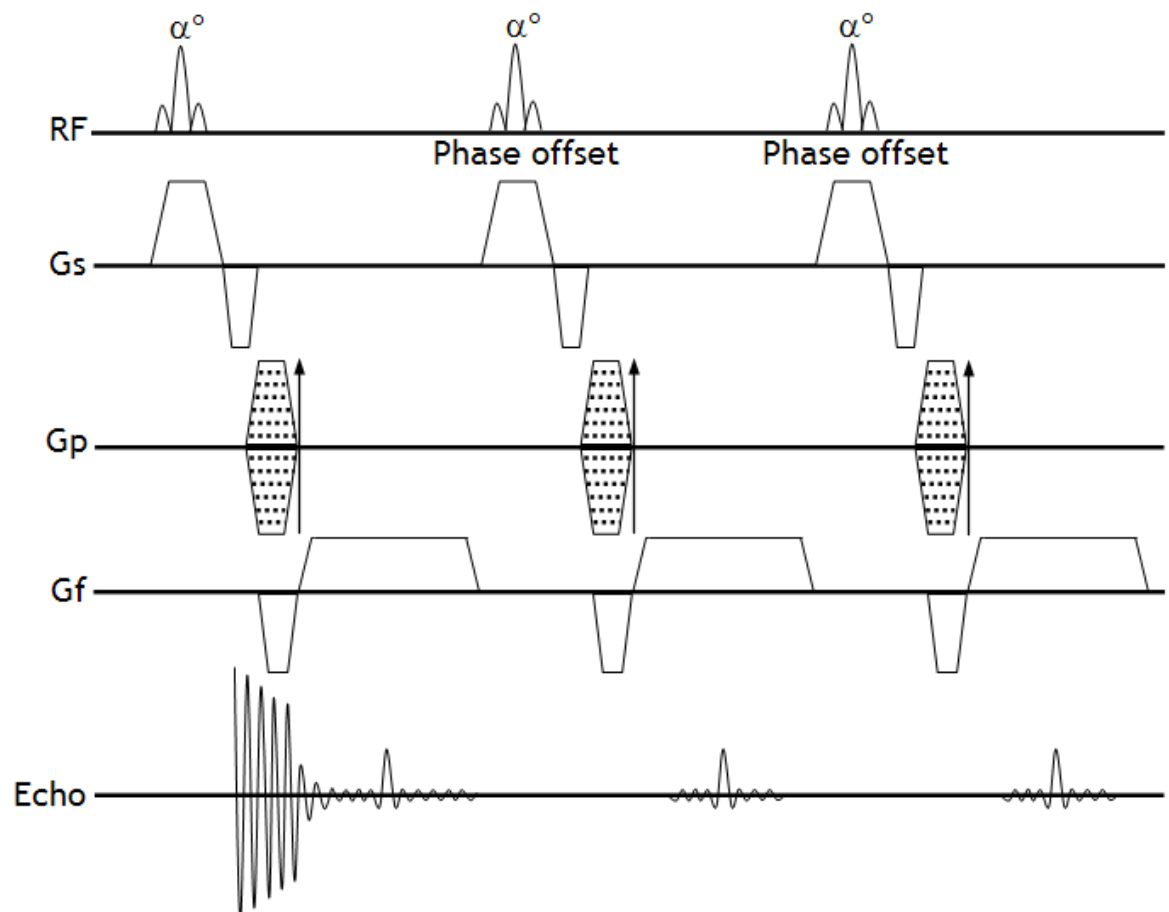 α° α° α°
RF
Phase offset Phase offset
Gs
Gp
Gf
Echo